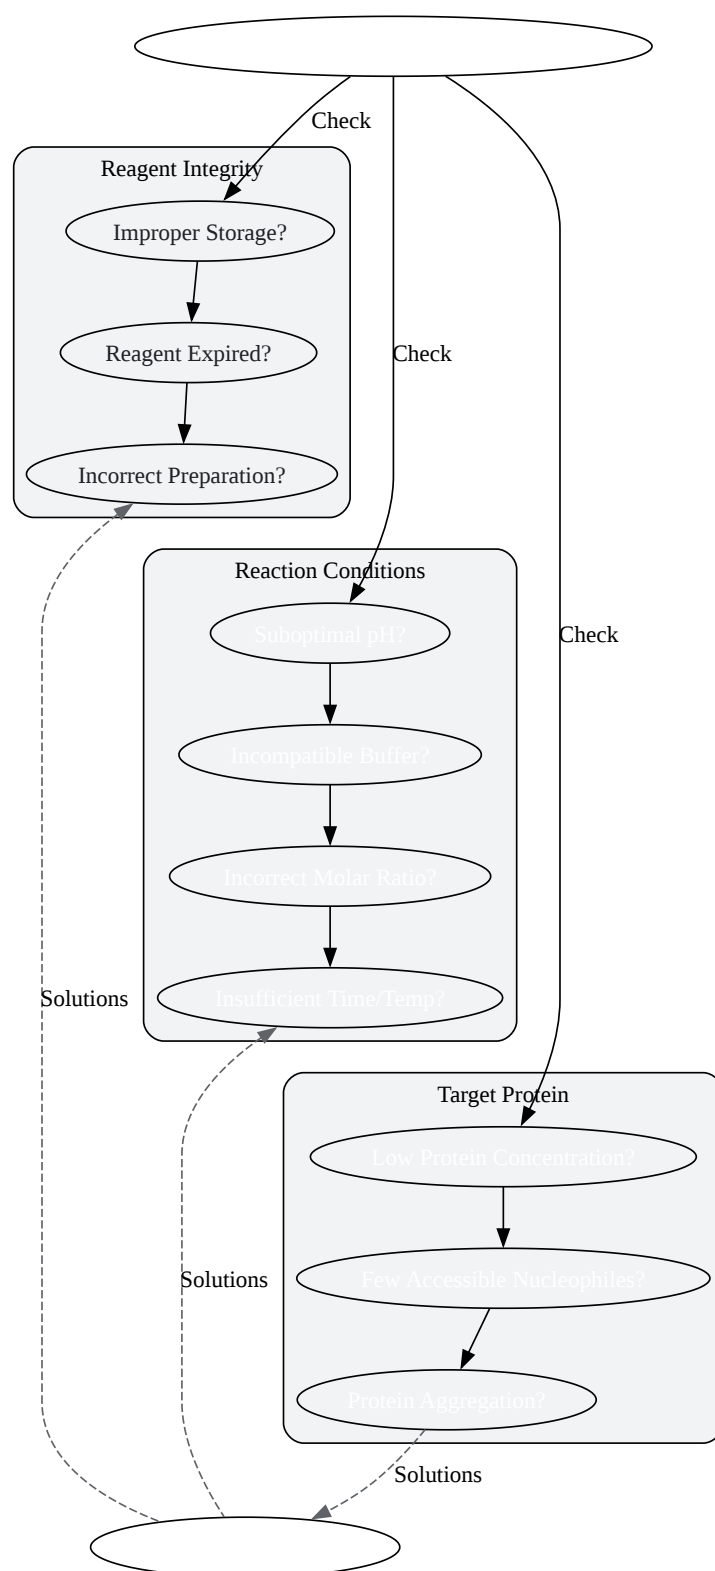 Check
Reagent Integrity
Improper Storage?
Reagent Expired?
Check
Incorrect Preparation?
Reaction Conditions
Suboptimal pH?
Check
Incompatible Buffer?
Incorrect Molar Ratio?
Insufficient Time/Temp?
Solutions
Target Protein
Low Protein Concentration?
Few Accessible Nucleophiles?
Solutions
Protein Aggregation?
Solutions